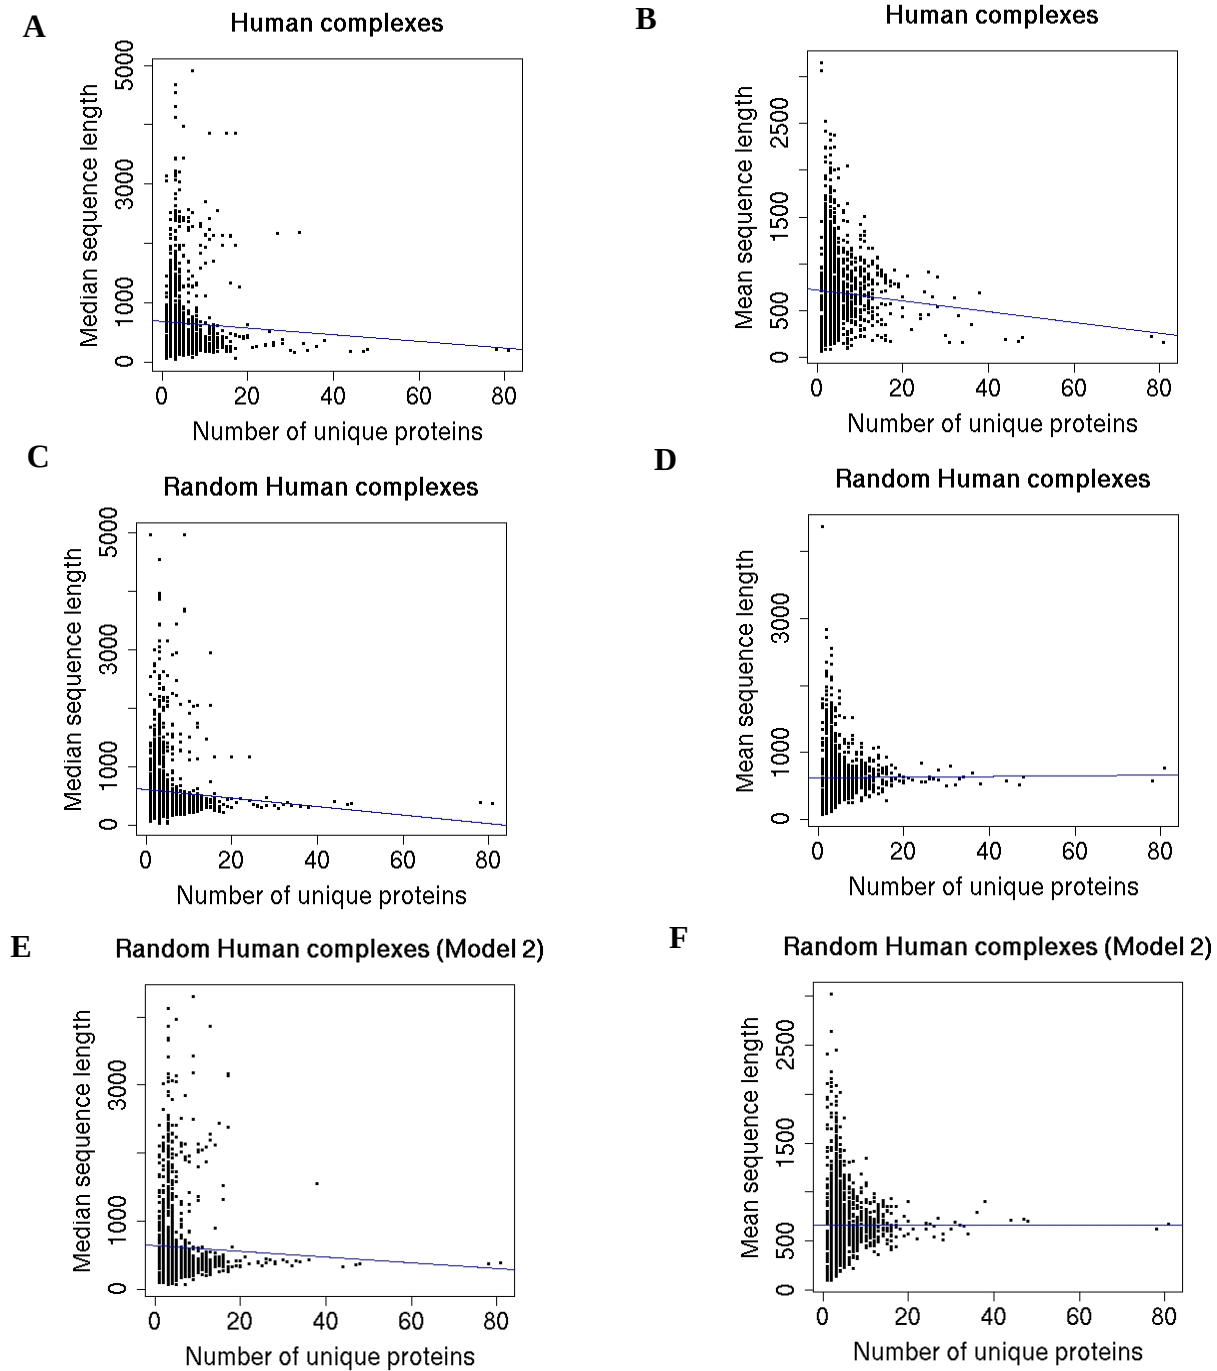 A
Human complexes
Median sequence length
5000
3000
1000
0
0 20 40 60 80
Number of unique proteins
B
Human complexes
Mean sequence length
2500
1500
500
0
0 20 40 60 80
Number of unique proteins
C
Random Human complexes
Median sequence length
5000
3000
1000
0
0 20 40 60 80
Number of unique proteins
D
Random Human complexes
Mean sequence length
3000
1000
0
0 20 40 60 80
Number of unique proteins
E
Random Human complexes (Model 2)
Median sequence length
3000
1000
0
0 20 40 60 80
Number of unique proteins
F
Random Human complexes (Model 2)
Mean sequence length
2500
1500
500
0
0 20 40 60 80
Number of unique proteins